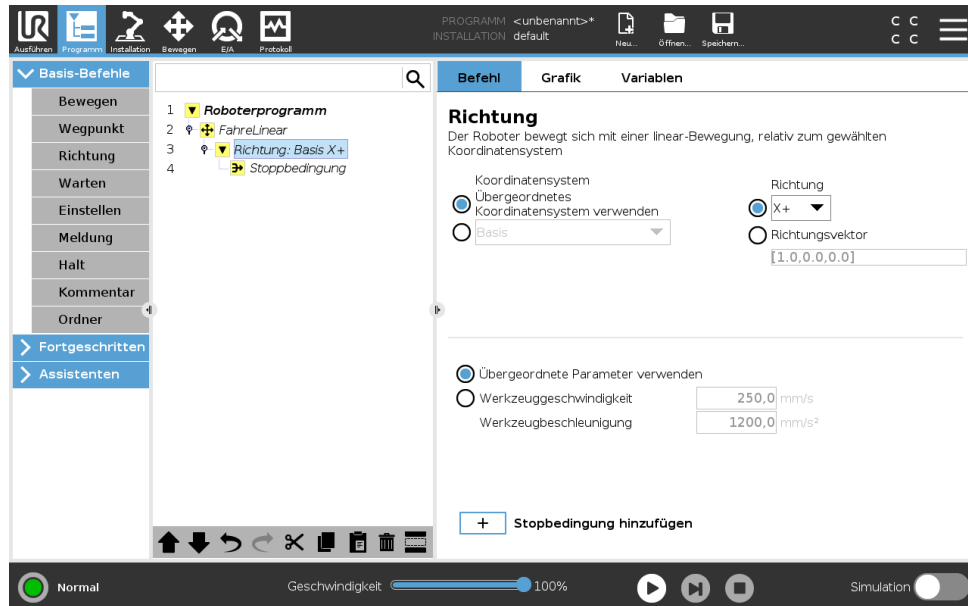 PROGRAMM <unbenannt>*
INSTALLATION default
Ausführen Programm Installation Bewegen E/A Protokoll
Neu... Öffnen... Speichern...
C C
C C
Basis-Befehle
Bewegen
Wegpunkt
Richtung
Warten
Einstellen
Meldung
Halt
Kommentar
Ordner
Fortgeschritten
Assistenten
1 Roboterprogramm
2 FahreLinear
3 Richtung: Basis X+
4 Stoppbedingung
Befehl Grafik Variablen
Richtung
Der Roboter bewegt sich mit einer linear-Bewegung, relativ zum gewählten
Koordinatensystem
Koordinatensystem
Übergeordnetes
Koordinatensystem verwenden
Basis
Richtung
X+
Richtungsvektor
[1.0,0.0,0.0]
Übergeordnete Parameter verwenden
Werkzeuggeschwindigkeit 250,0 mm/s
Werkzeugbeschleunigung 1200,0 mm/s²
+ Stopbedingung hinzufügen
Normal
Geschwindigkeit 100%
Simulation